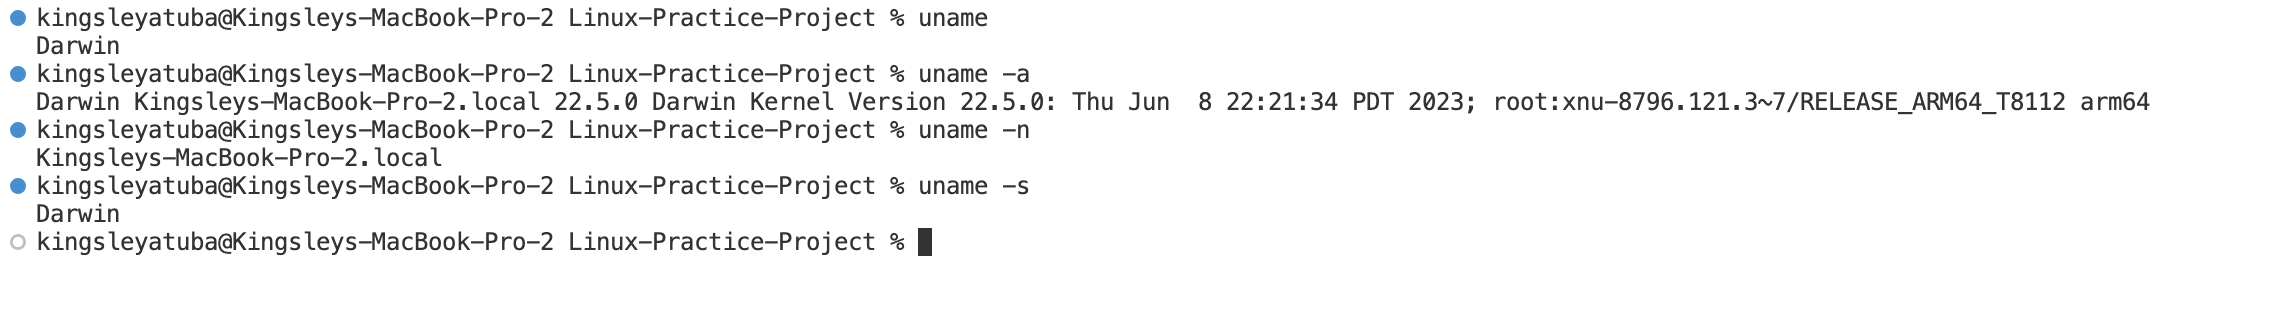 kingsleyatuba@Kingsleys-MacBook-Pro-2 Linux-Practice-Project % uname
Darwin
kingsleyatuba@Kingsleys-MacBook-Pro-2 Linux-Practice-Project % uname -a
Darwin Kingsleys-MacBook-Pro-2.local 22.5.0 Darwin Kernel Version 22.5.0: Thu Jun  8 22:21:34 PDT 2023; root:xnu-8796.121.3~7/RELEASE_ARM64_T8112 arm64
kingsleyatuba@Kingsleys-MacBook-Pro-2 Linux-Practice-Project % uname -n
Kingsleys-MacBook-Pro-2.local
kingsleyatuba@Kingsleys-MacBook-Pro-2 Linux-Practice-Project % uname -s
Darwin
kingsleyatuba@Kingsleys-MacBook-Pro-2 Linux-Practice-Project %